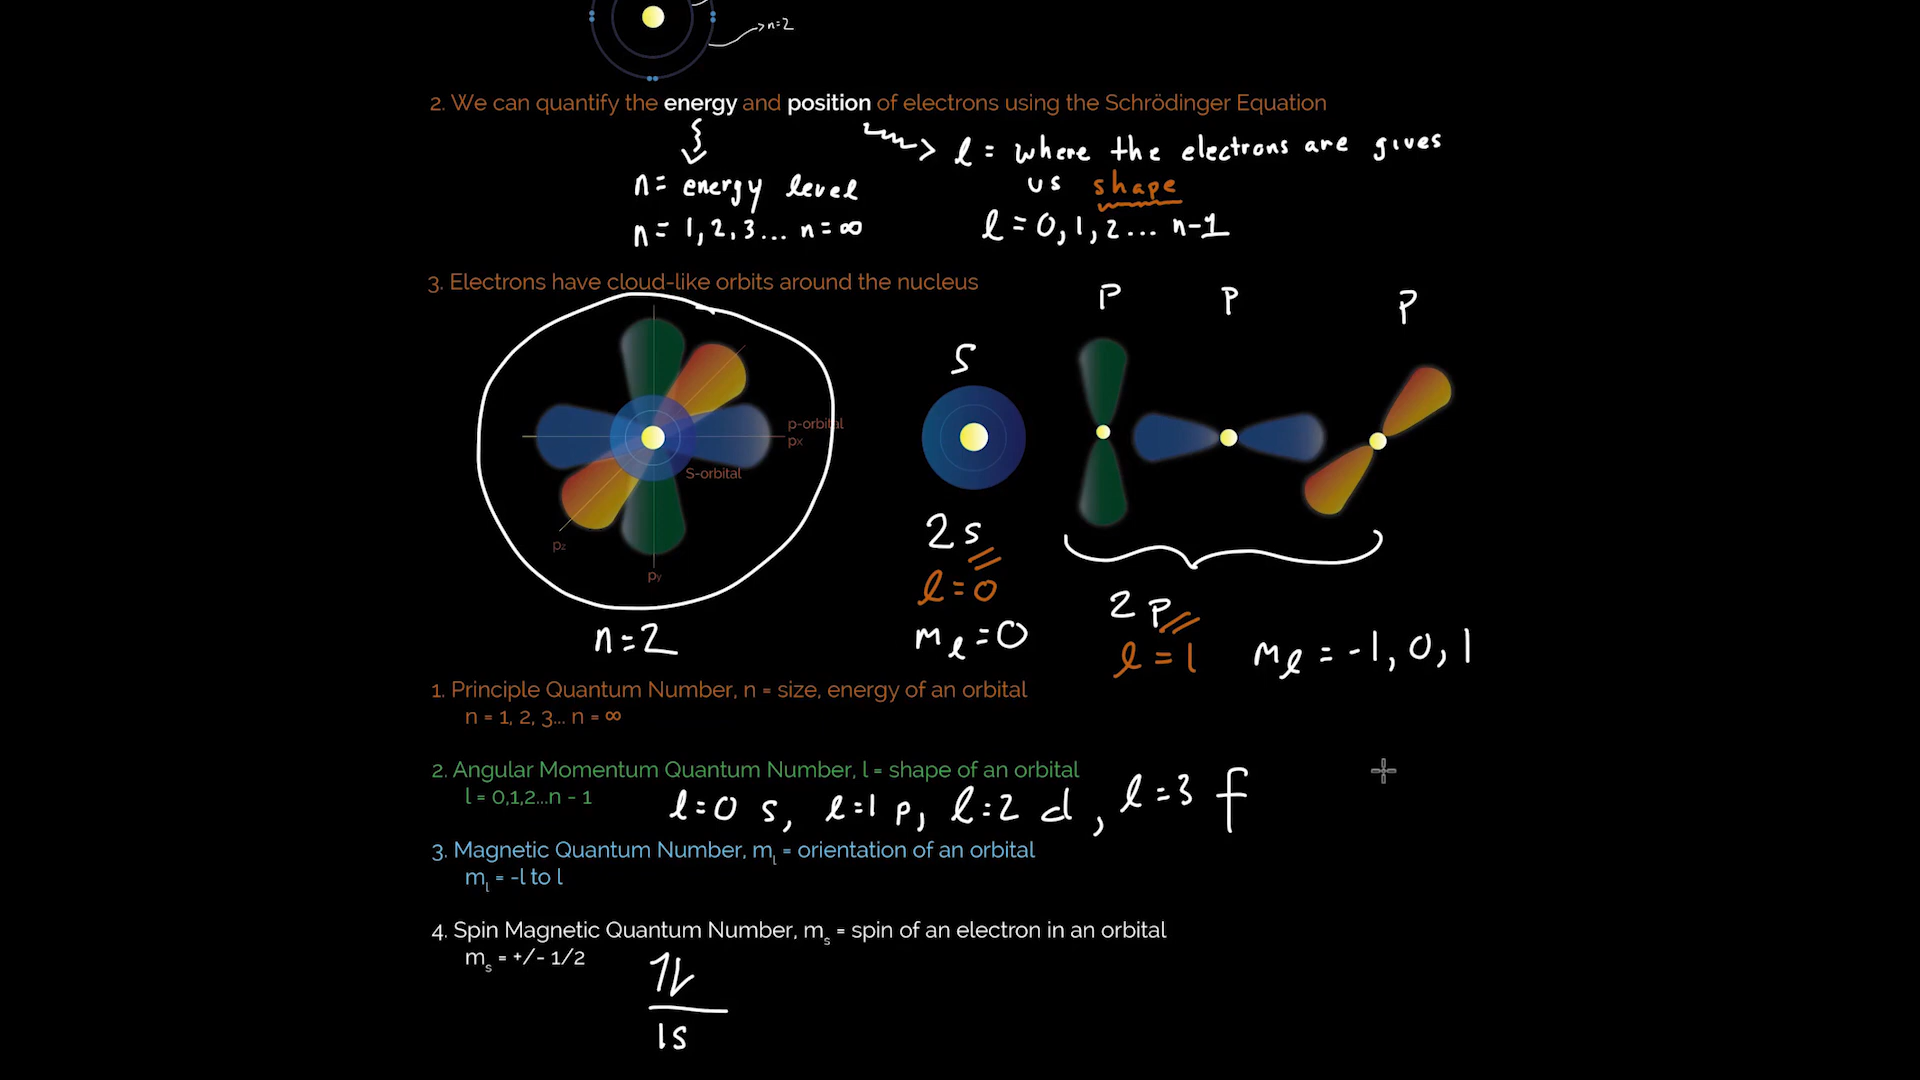 n=2
2. We can quantify the energy and position of electrons using the Schrödinger Equation
l = where the electrons are gives
us shape
n= energy level
n= 1, 2, 3... n=∞
l = 0, 1, 2... n-1
3. Electrons have cloud-like orbits around the nucleus
P P P
S
p-orbital
px
S-orbital
pz
py
2s
l=0
ml=0
2p
l=1
ml = -1, 0, 1
n=2
1. Principle Quantum Number, n = size, energy of an orbital
n = 1, 2, 3... n = ∞
2. Angular Momentum Quantum Number, l = shape of an orbital
l = 0,1,2...n - 1
l=0 s, l=1 p, l=2 d, l=3 f
3. Magnetic Quantum Number, ml = orientation of an orbital
ml = -l to l
4. Spin Magnetic Quantum Number, ms = spin of an electron in an orbital
ms = +/- 1/2
1s